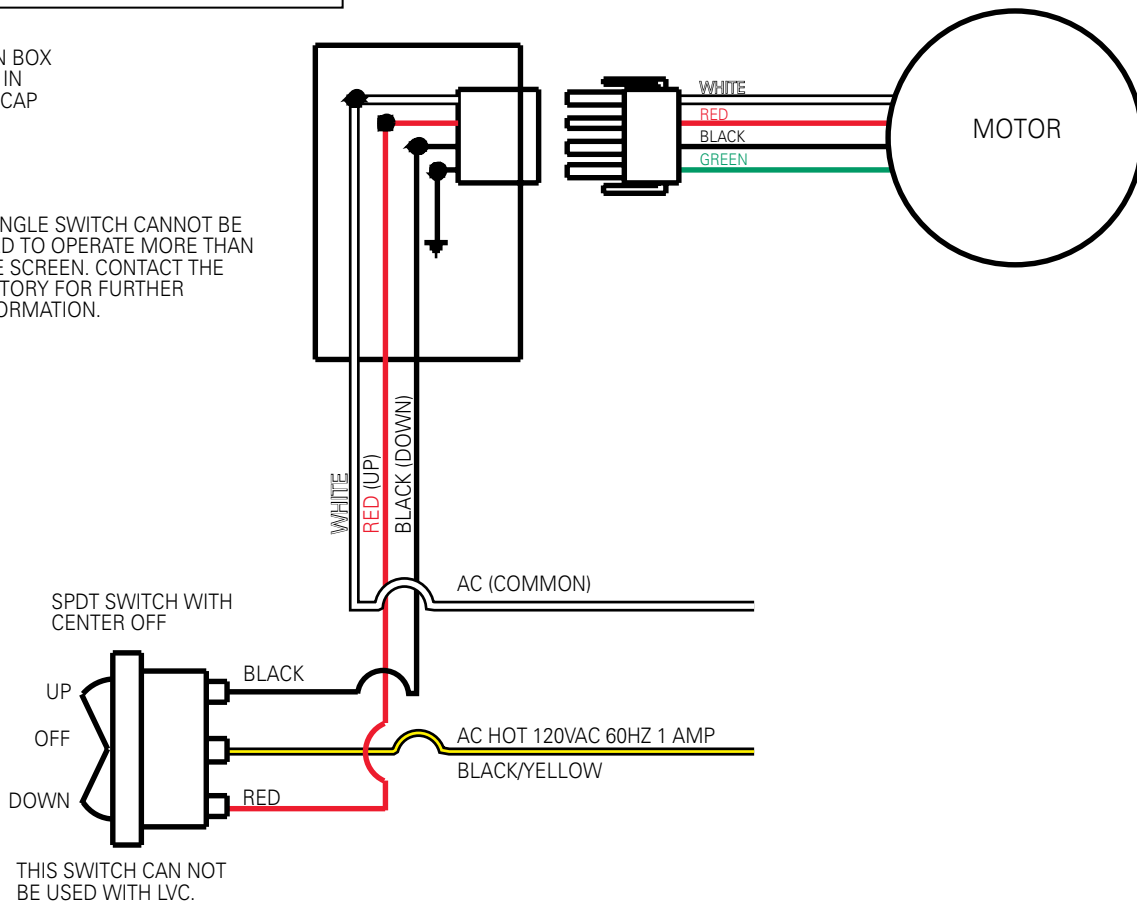 N BOX
IN
CAP
NGLE SWITCH CANNOT BE
D TO OPERATE MORE THAN
E SCREEN. CONTACT THE
TORY FOR FURTHER
ORMATION.
WHITE
RED
BLACK
GREEN
MOTOR
WHITE
RED (UP)
BLACK (DOWN)
AC (COMMON)
SPDT SWITCH WITH
CENTER OFF
UP
OFF
DOWN
BLACK
AC HOT 120VAC 60HZ 1 AMP
BLACK/YELLOW
RED
THIS SWITCH CAN NOT
BE USED WITH LVC.